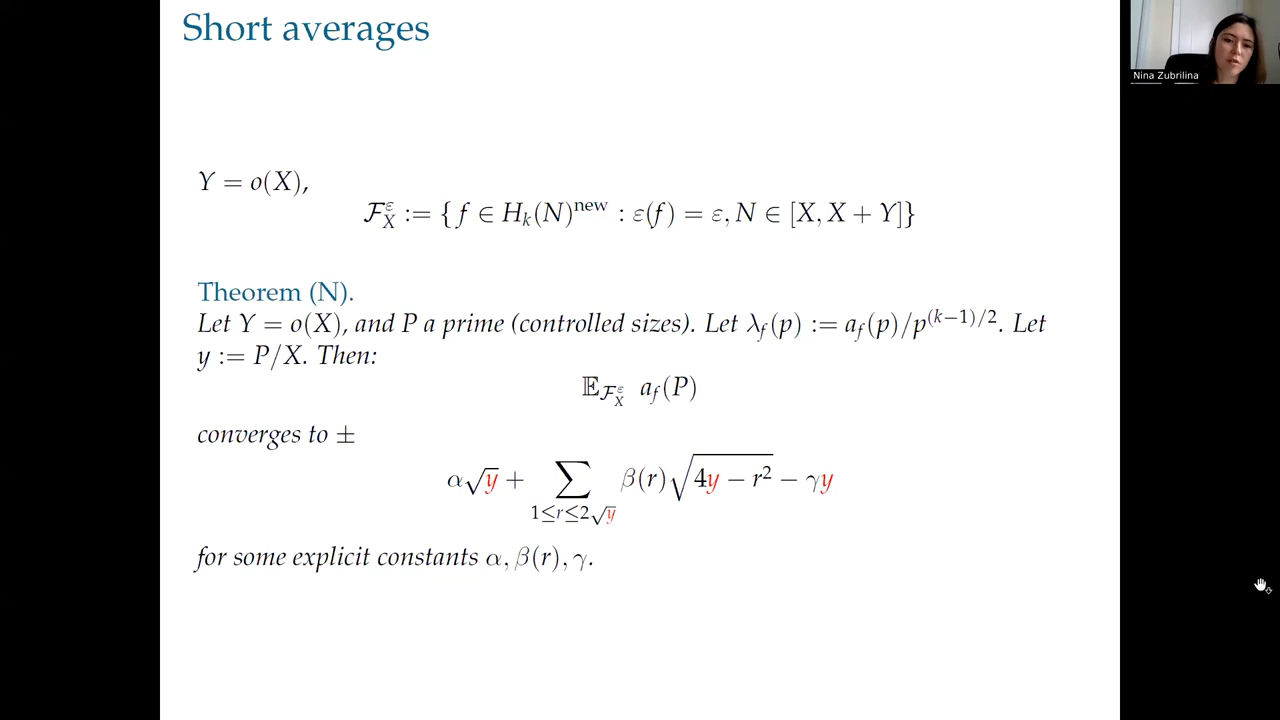 Short averages
Nina Zubrilina
Y = o(X),
𝓕_X^ε := { f ∈ H_k(N)^new : ε(f) = ε, N ∈ [X, X + Y]}
Theorem (N).
Let Y = o(X), and P a prime (controlled sizes). Let λ_f(p) := a_f(p)/p^{(k−1)/2}. Let
y := P/X. Then:
𝔼_{𝓕_X^ε} a_f(P)
converges to ±
α√y + ∑_{1≤r≤2√y} β(r)√(4y − r²) − γy
for some explicit constants α, β(r), γ.